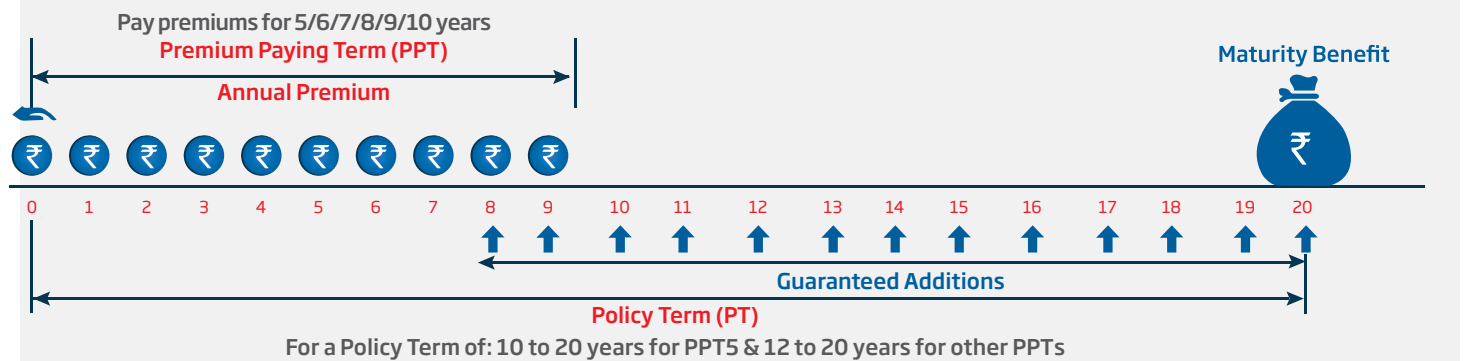 Pay premiums for 5/6/7/8/9/10 years
Premium Paying Term (PPT)
Annual Premium
Maturity Benefit
₹ ₹ ₹ ₹ ₹ ₹ ₹ ₹ ₹ ₹ ₹
0 1 2 3 4 5 6 7 8 9 10 11 12 13 14 15 16 17 18 19 20
Guaranteed Additions
Policy Term (PT)
For a Policy Term of: 10 to 20 years for PPT5 & 12 to 20 years for other PPTs